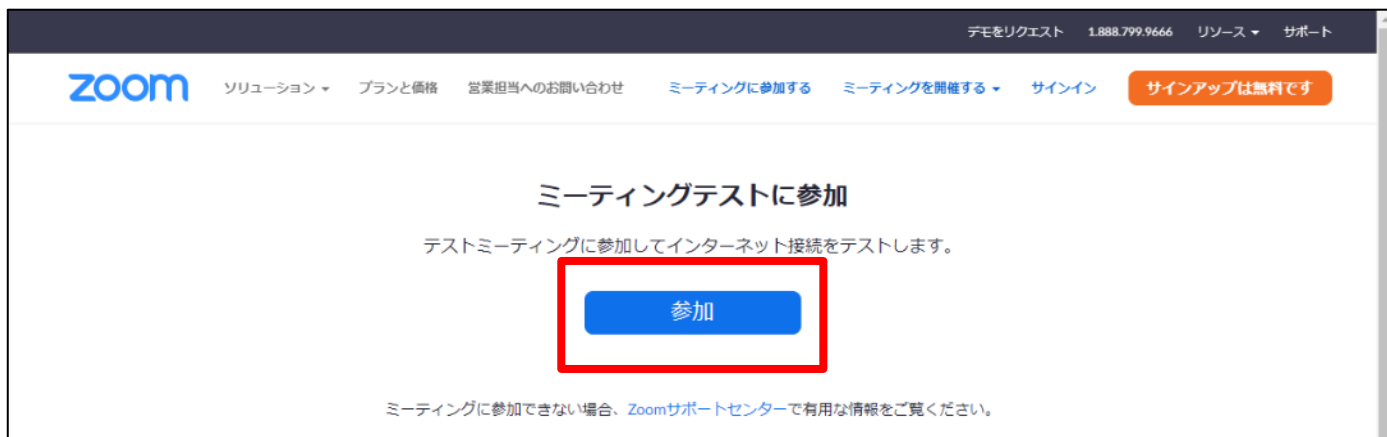 デモをリクエスト 1.888.799.9666 リソース サポート
zoom ソリューション プランと価格 営業担当へのお問い合わせ ミーティングに参加する ミーティングを開催する サインイン サインアップは無料です
ミーティングテストに参加
テストミーティングに参加してインターネット接続をテストします。
参加
ミーティングに参加できない場合、Zoomサポートセンターで有用な情報をご覧ください。